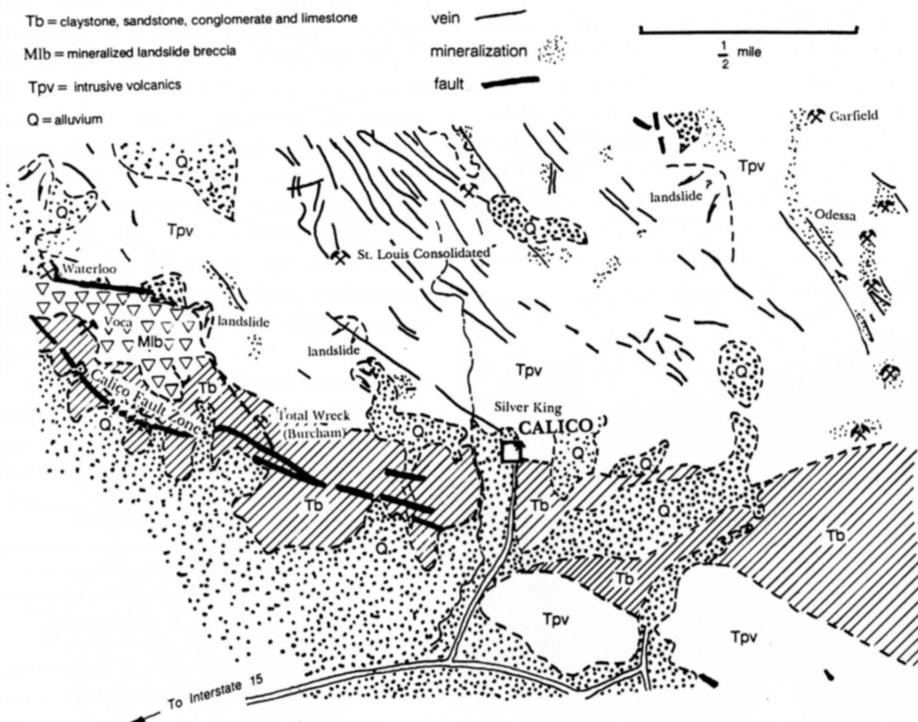 Tb = claystone, sandstone, conglomerate and limestone
Mlb = mineralized landslide breccia
Tpv = intrusive volcanics
Q = alluvium
vein
mineralization
fault
1/2 mile
Garfield
Q
Tpv
landslide ?
Q
Odessa
Tpv
Q
St. Louis Consolidated
Waterloo
Voca
landslide
Mlb
landslide
Tpv
Q
Tb
Calico Fault Zone
Silver King
Total Wreck
(Burcham)
CALICO
Q
Q
Q
Q
Tb
Tb
Q
Tb
Q
Tb
Tpv
Tpv
To Interstate 15